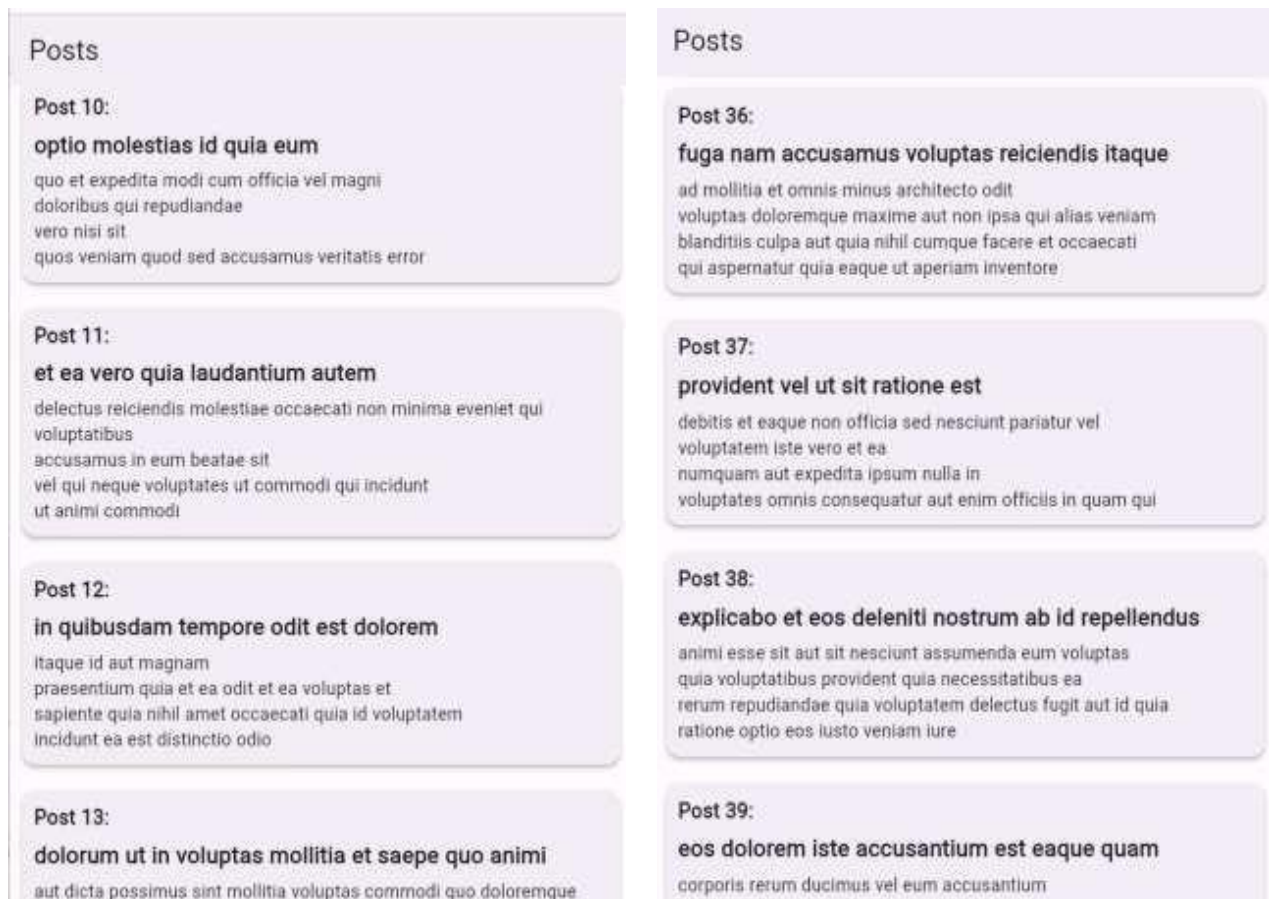 Posts
Post 10:
optio molestias id quia eum
quo et expedita modi cum officia vel magni
doloribus qui repudiandae
vero nisi sit
quos veniam quod sed accusamus veritatis error
Post 11:
et ea vero quia laudantium autem
delectus reiciendis molestiae occaecati non minima eveniet qui
voluptatibus
accusamus in eum beatae sit
vel qui neque voluptates ut commodi qui incidunt
ut animi commodi
Post 12:
in quibusdam tempore odit est dolorem
itaque id aut magnam
praesentium quia et ea odit et ea voluptas et
sapiente quia nihil amet occaecati quia id voluptatem
incidunt ea est distinctio odio
Post 13:
dolorum ut in voluptas mollitia et saepe quo animi
aut dicta possimus sint mollitia voluptas commodi quo doloremque
Posts
Post 36:
fuga nam accusamus voluptas reiciendis itaque
ad mollitia et omnis minus architecto odit
voluptas doloremque maxime aut non ipsa qui alias veniam
blanditiis culpa aut quia nihil cumque facere et occaecati
qui aspernatur quia eaque ut aperiam inventore
Post 37:
provident vel ut sit ratione est
debitis et eaque non officia sed nesciunt pariatur vel
voluptatem iste vero et ea
numquam aut expedita ipsum nulla in
voluptates omnis consequatur aut enim officiis in quam qui
Post 38:
explicabo et eos deleniti nostrum ab id repellendus
animi esse sit aut sit nesciunt assumenda eum voluptas
quia voluptatibus provident quia necessitatibus ea
rerum repudiandae quia voluptatem delectus fugit aut id quia
ratione optio eos iusto veniam iure
Post 39:
eos dolorem iste accusantium est eaque quam
corporis rerum ducimus vel eum accusantium